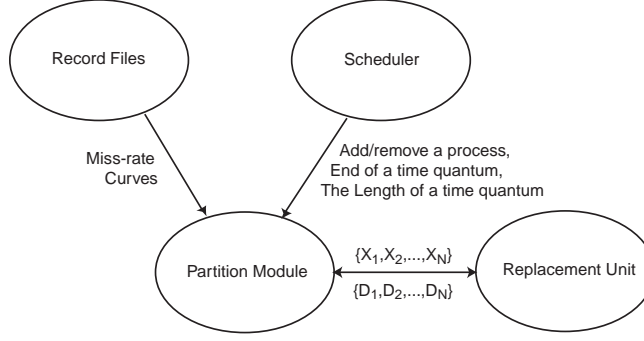 Record Files
Scheduler
Miss-rate
Curves
Add/remove a process,
End of a time quantum,
The Length of a time quantum
Partition Module
{X1,X2,...,XN}
{D1,D2,...,DN}
Replacement Unit